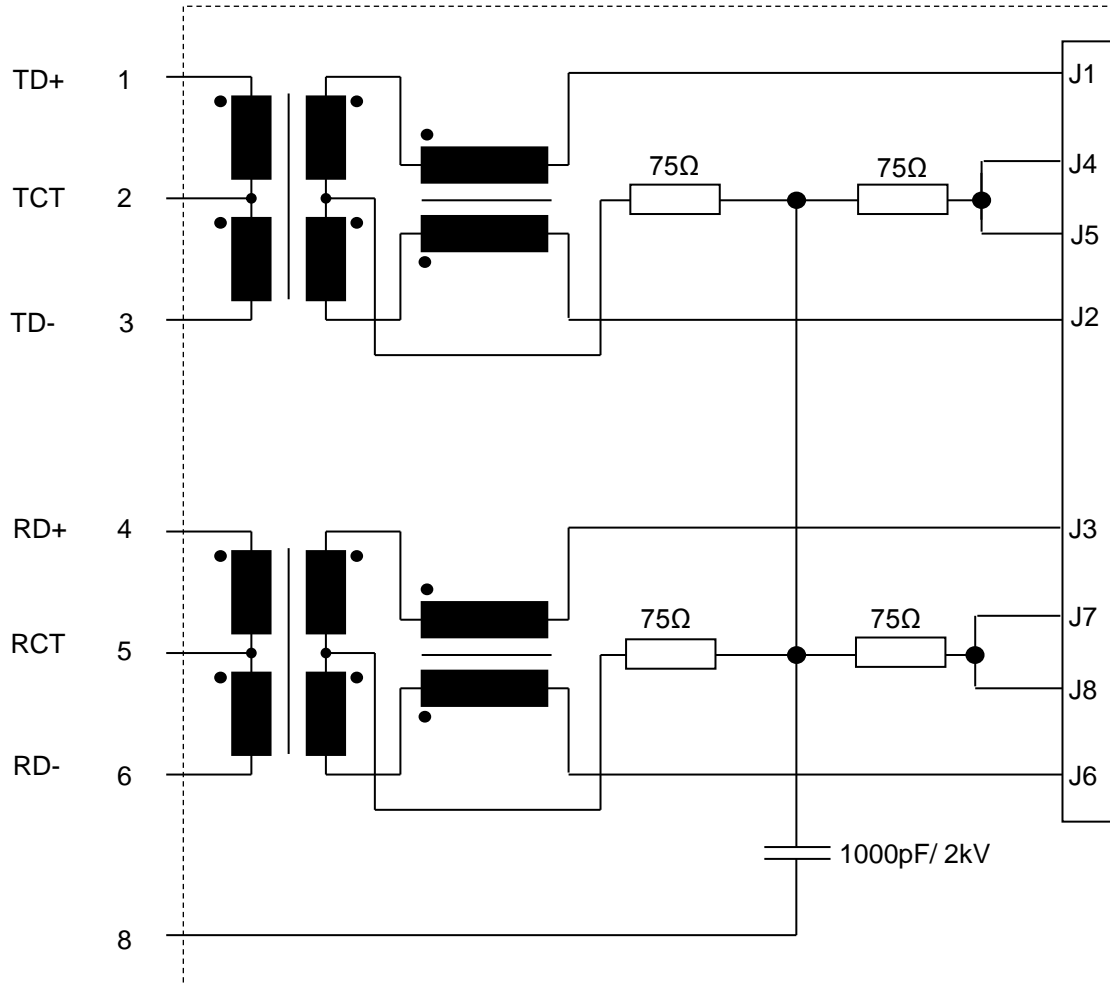 TD+ 1
J1
75Ω 75Ω
J4
TCT 2
J5
TD- 3
J2
RD+ 4
J3
75Ω 75Ω
J7
RCT 5
J8
RD- 6
J6
1000pF/ 2kV
8